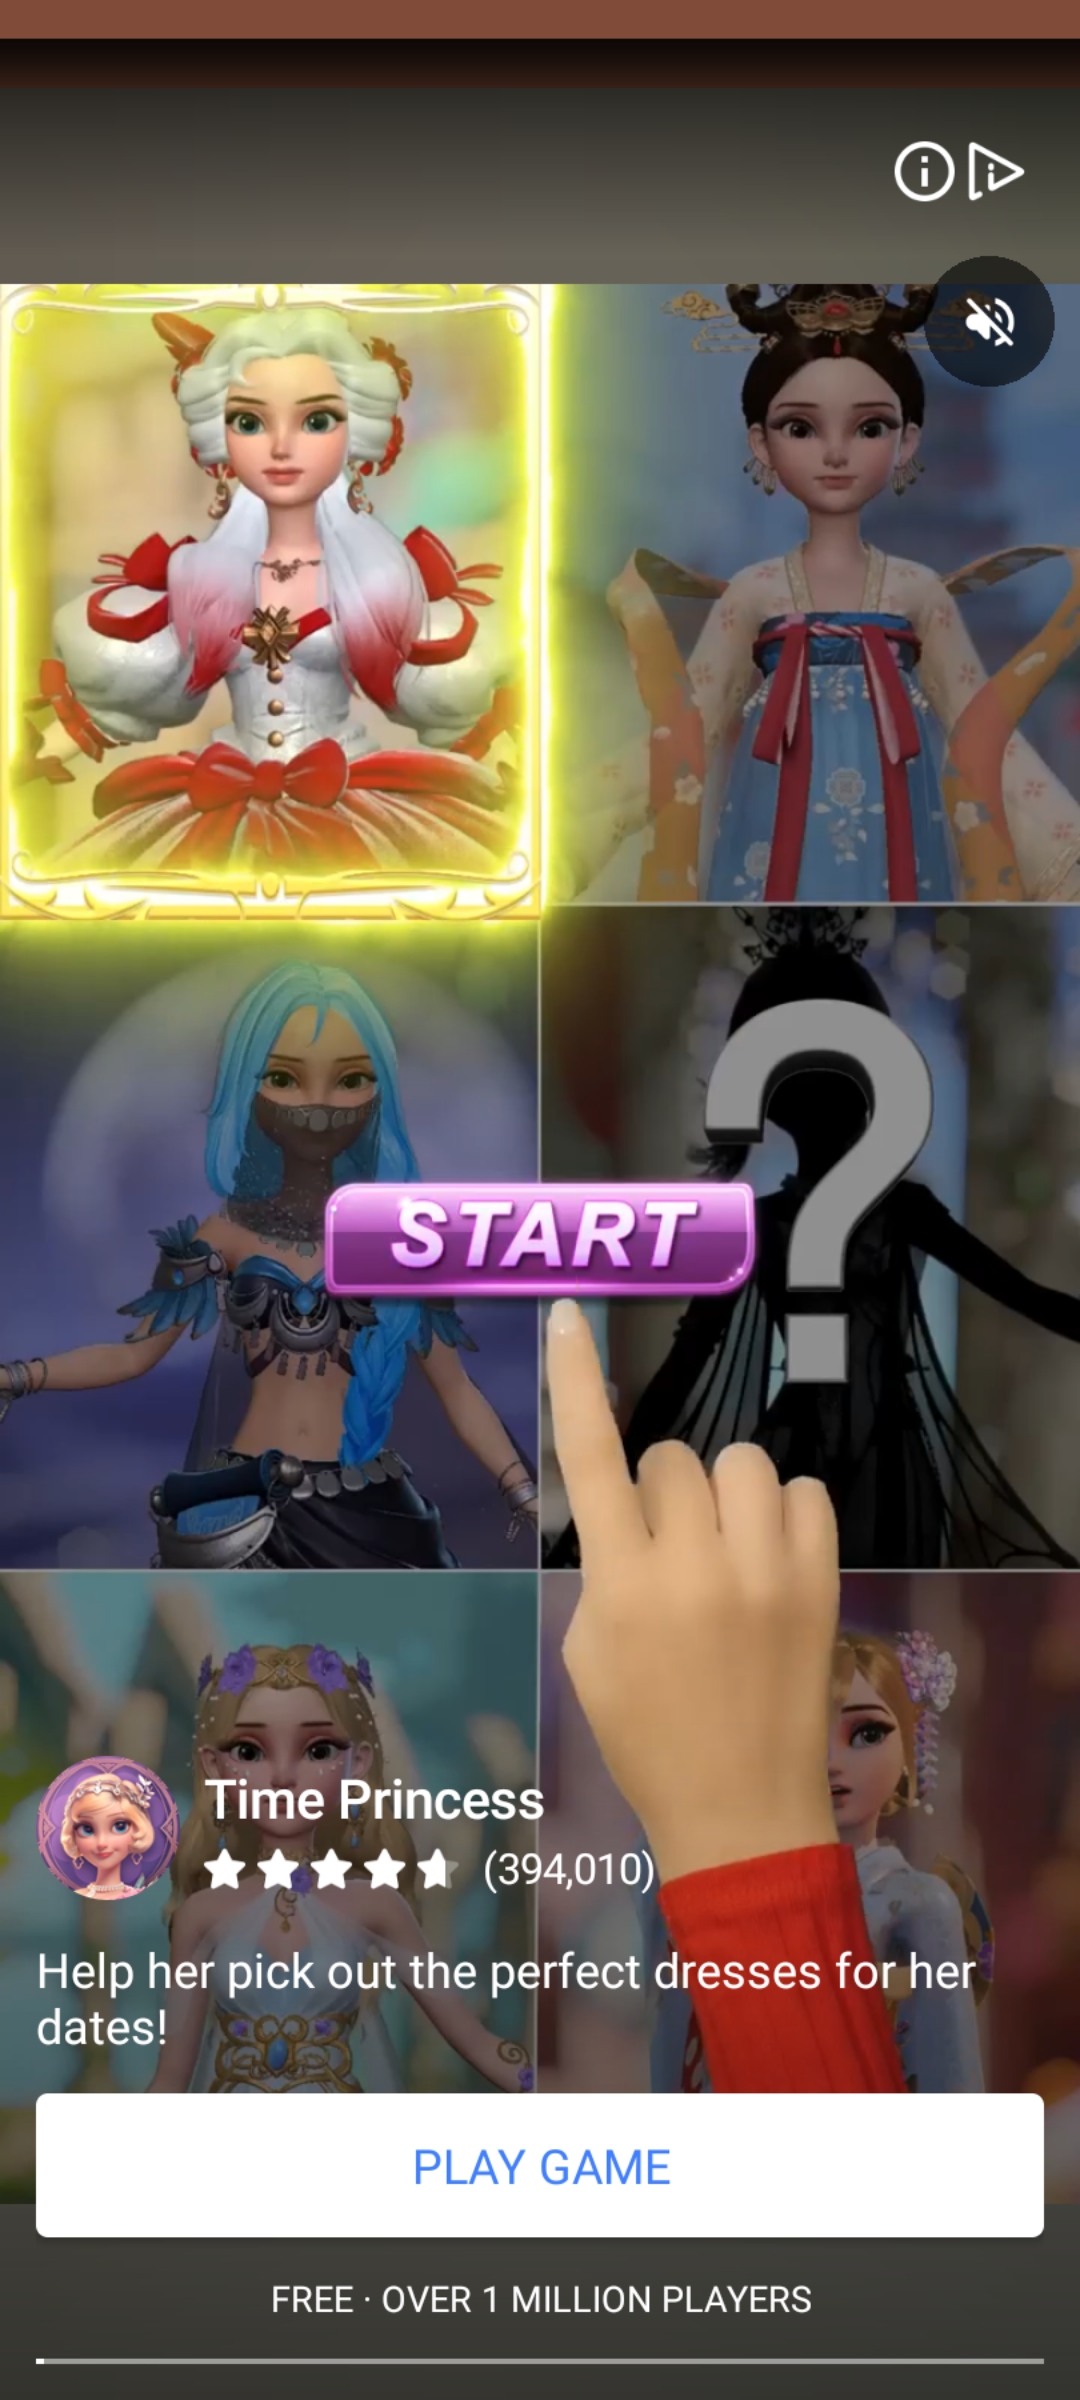 START
Time Princess
(394,010)
Help her pick out the perfect dresses for her
dates!
PLAY GAME
FREE · OVER 1 MILLION PLAYERS